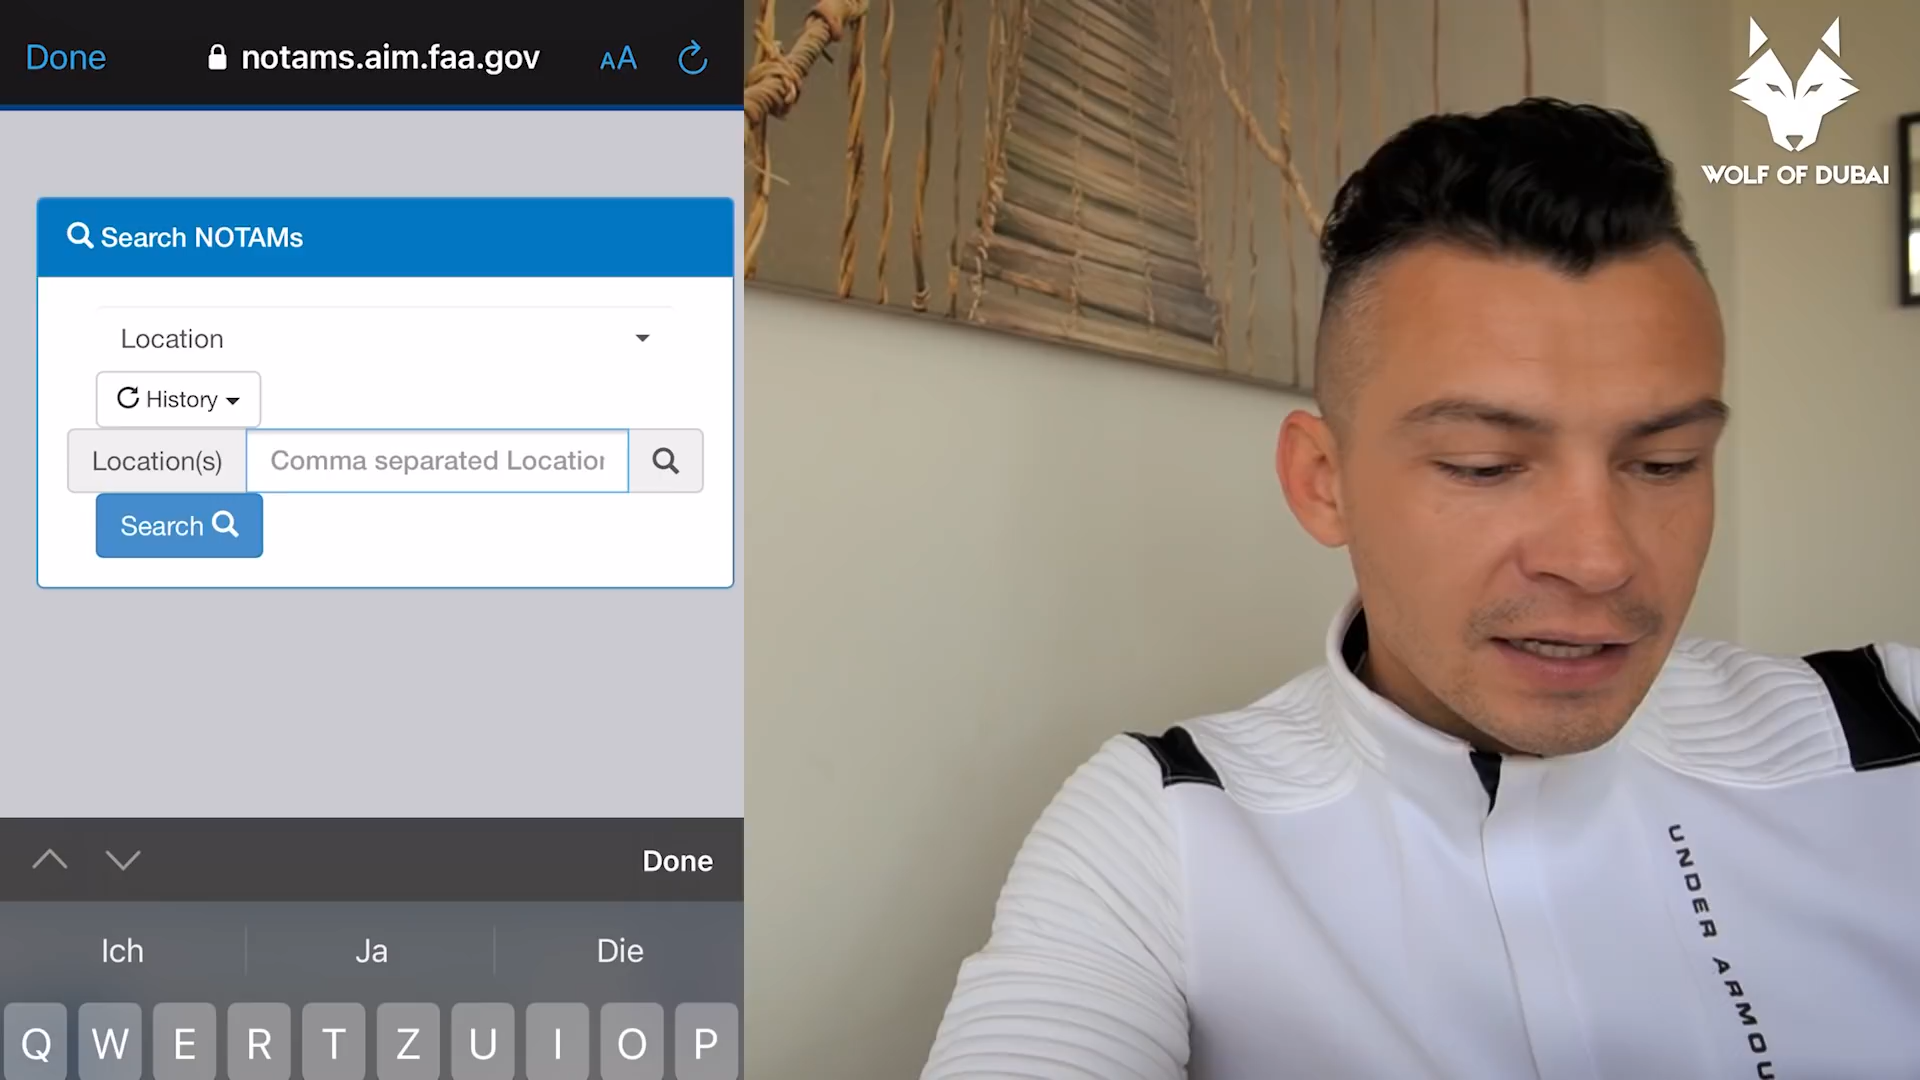 Done
notams.aim.faa.gov
AA
Search NOTAMs
Location
History
Location(s)
Comma separated Location
Search
Done
Ich Ja Die
Q W E R T Z U I O P
WOLF OF DUBAI
UNDER ARMOU